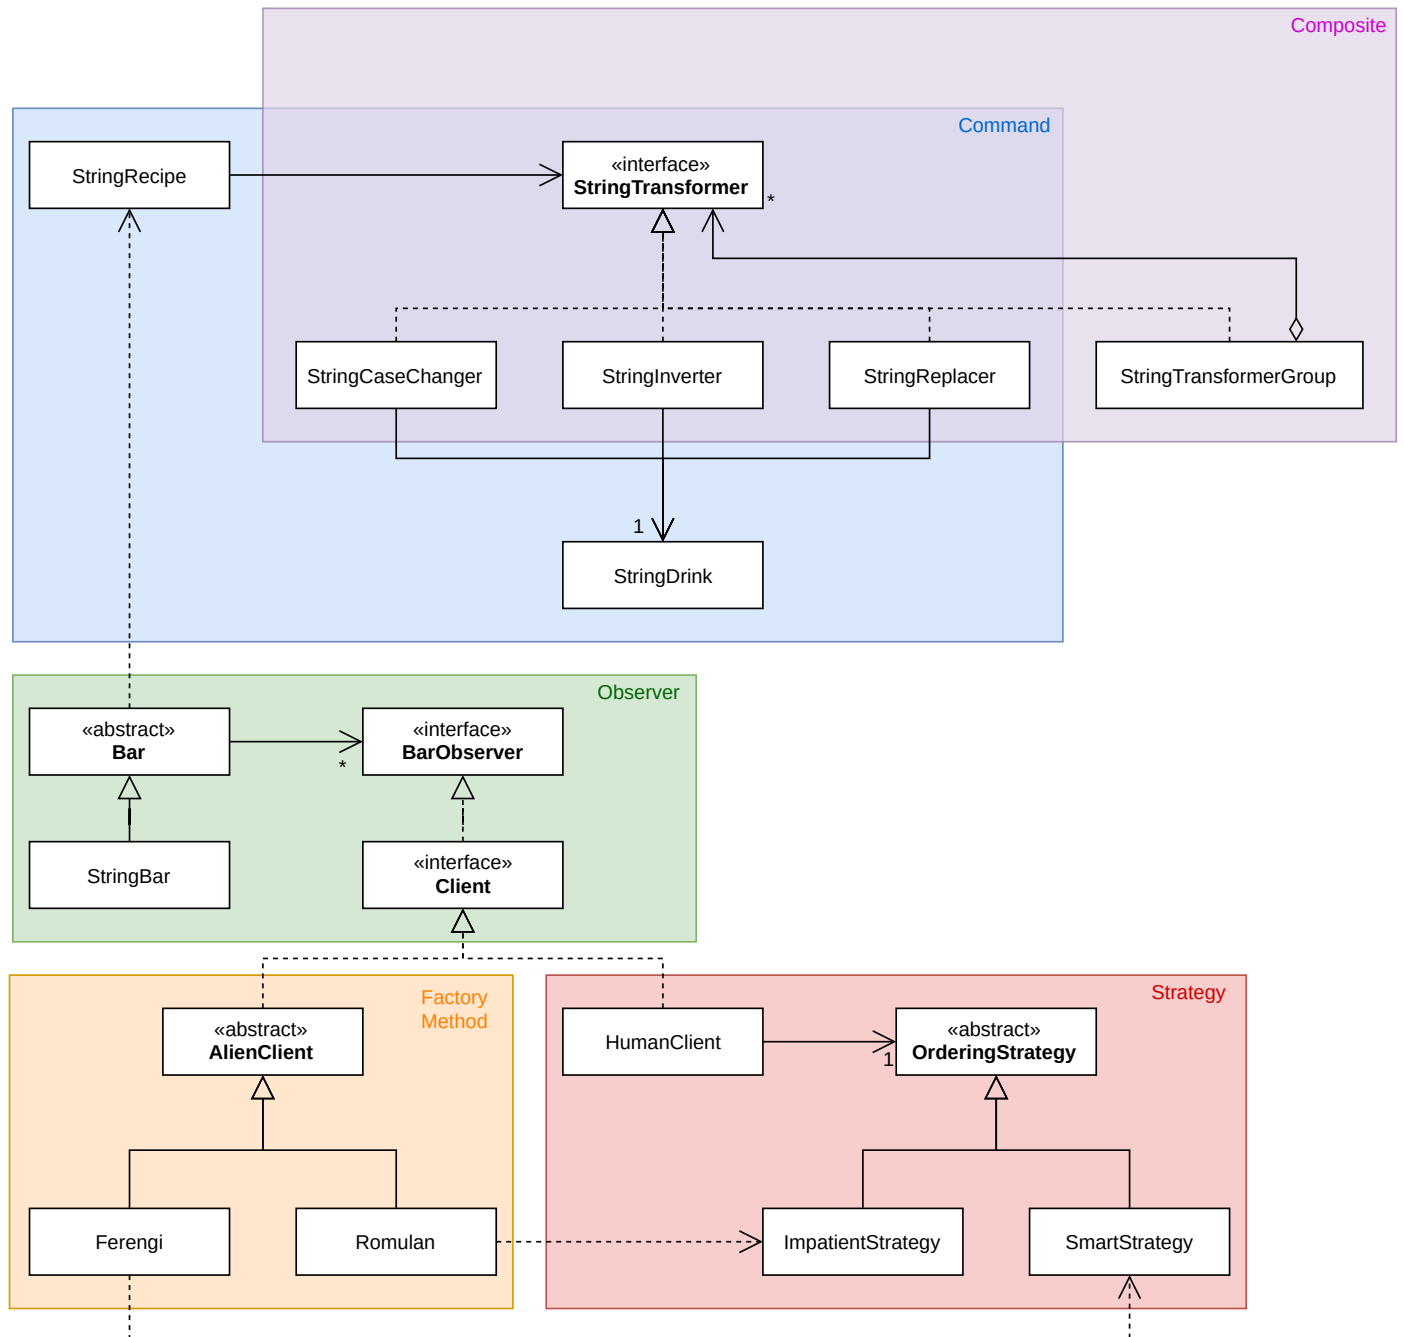 Composite
Command
StringRecipe
«interface»
StringTransformer
*
StringCaseChanger
StringInverter
StringReplacer
StringTransformerGroup
1
StringDrink
Observer
«abstract»
Bar
*
«interface»
BarObserver
StringBar
«interface»
Client
Factory
Method
«abstract»
AlienClient
Ferengi
Romulan
Strategy
HumanClient
1
«abstract»
OrderingStrategy
ImpatientStrategy
SmartStrategy